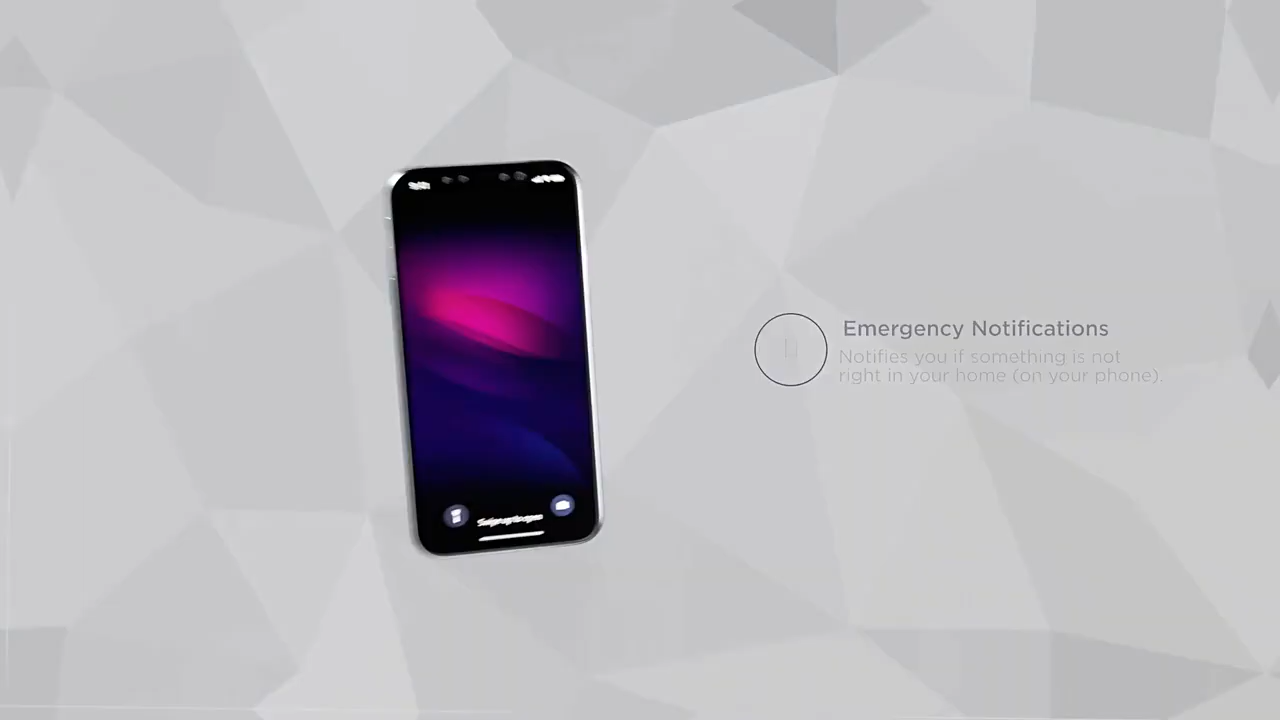 Emergency Notifications
Notifies you if something is not
right in your home (on your phone).